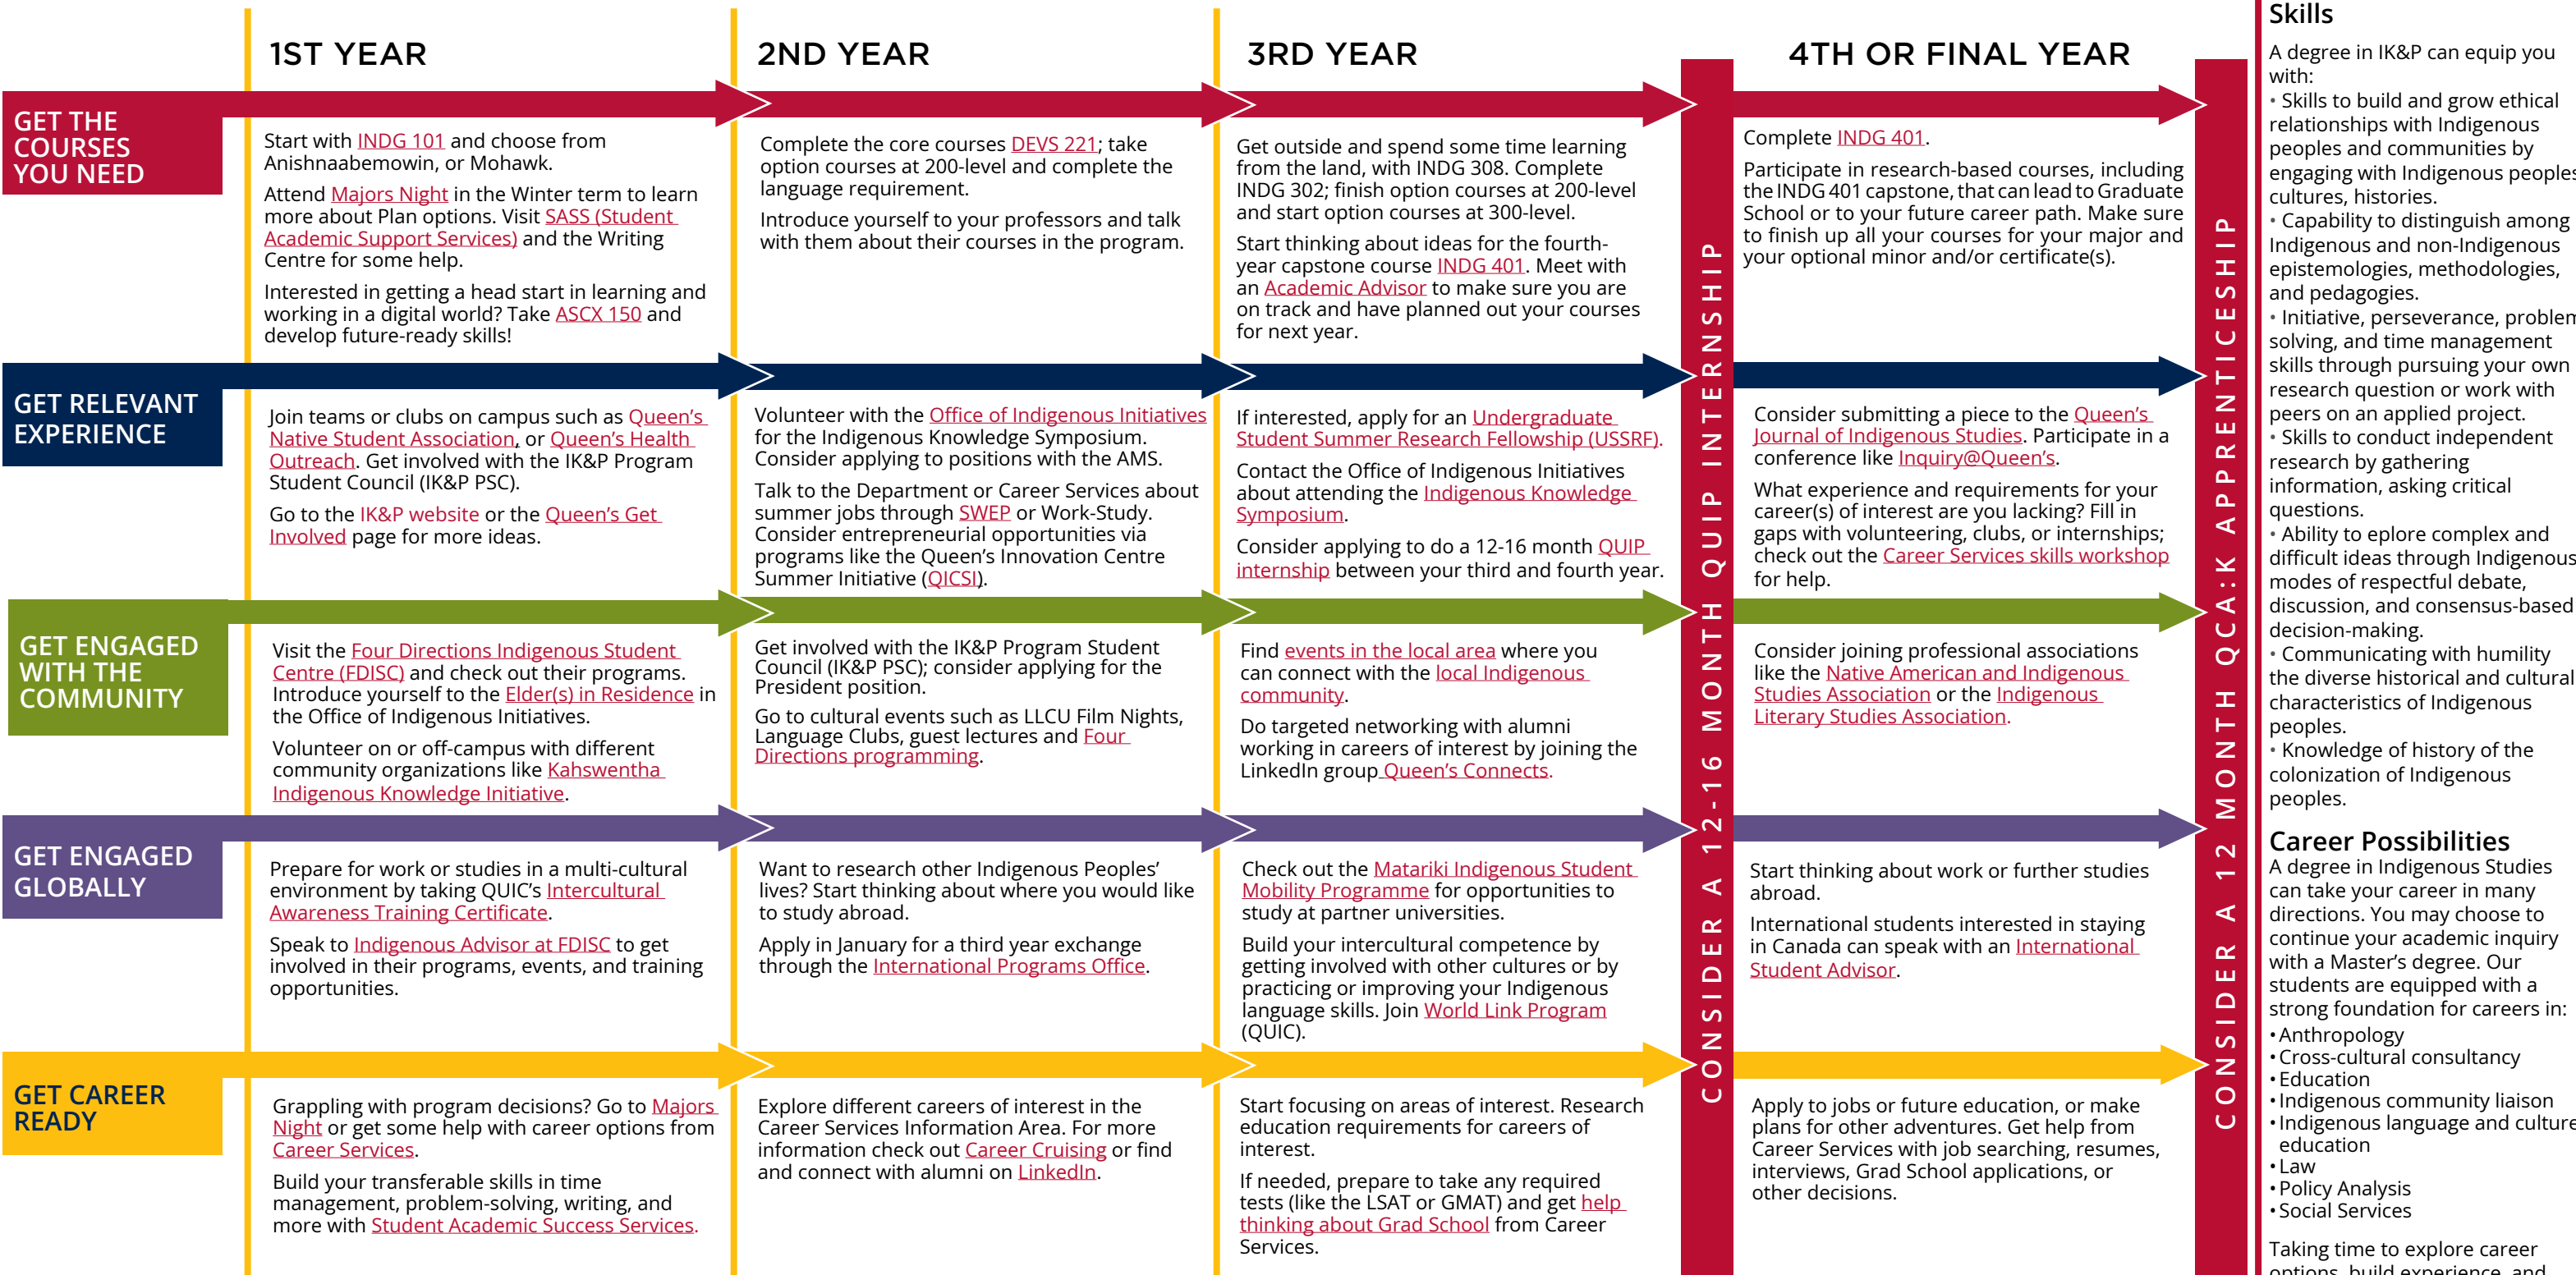 1ST YEAR
2ND YEAR
3RD YEAR
4TH OR FINAL YEAR
GET THE
COURSES
YOU NEED
Start with INDG 101 and choose from
Anishnaabemowin, or Mohawk.
Attend Majors Night in the Winter term to learn
more about Plan options. Visit SASS (Student
Academic Support Services) and the Writing
Centre for some help.
Interested in getting a head start in learning and
working in a digital world? Take ASCX 150 and
develop future-ready skills!
Complete the core courses DEVS 221; take
option courses at 200-level and complete the
language requirement.
Introduce yourself to your professors and talk
with them about their courses in the program.
Get outside and spend some time learning
from the land, with INDG 308. Complete
INDG 302; finish option courses at 200-level
and start option courses at 300-level.
Start thinking about ideas for the fourth-
year capstone course INDG 401. Meet with
an Academic Advisor to make sure you are
on track and have planned out your courses
for next year.
Complete INDG 401.
Participate in research-based courses, including
the INDG 401 capstone, that can lead to Graduate
School or to your future career path. Make sure
to finish up all your courses for your major and
your optional minor and/or certificate(s).
GET RELEVANT
EXPERIENCE
Join teams or clubs on campus such as Queen's
Native Student Association, or Queen's Health
Outreach. Get involved with the IK&P Program
Student Council (IK&P PSC).
Go to the IK&P website or the Queen's Get
Involved page for more ideas.
Volunteer with the Office of Indigenous Initiatives
for the Indigenous Knowledge Symposium.
Consider applying to positions with the AMS.
Talk to the Department or Career Services about
summer jobs through SWEP or Work-Study.
Consider entrepreneurial opportunities via
programs like the Queen's Innovation Centre
Summer Initiative (QICSI).
If interested, apply for an Undergraduate
Student Summer Research Fellowship (USSRF).
Contact the Office of Indigenous Initiatives
about attending the Indigenous Knowledge
Symposium.
Consider applying to do a 12-16 month QUIP
internship between your third and fourth year.
Consider submitting a piece to the Queen's
Journal of Indigenous Studies. Participate in a
conference like Inquiry@Queen's.
What experience and requirements for your
career(s) of interest are you lacking? Fill in
gaps with volunteering, clubs, or internships;
check out the Career Services skills workshop
for help.
GET ENGAGED
WITH THE
COMMUNITY
Visit the Four Directions Indigenous Student
Centre (FDISC) and check out their programs.
Introduce yourself to the Elder(s) in Residence in
the Office of Indigenous Initiatives.
Volunteer on or off-campus with different
community organizations like Kahswentha
Indigenous Knowledge Initiative.
Get involved with the IK&P Program Student
Council (IK&P PSC); consider applying for the
President position.
Go to cultural events such as LLCU Film Nights,
Language Clubs, guest lectures and Four
Directions programming.
Find events in the local area where you
can connect with the local Indigenous
community.
Do targeted networking with alumni
working in careers of interest by joining the
LinkedIn group Queen's Connects.
Consider joining professional associations
like the Native American and Indigenous
Studies Association or the Indigenous
Literary Studies Association.
GET ENGAGED
GLOBALLY
Prepare for work or studies in a multi-cultural
environment by taking QUIC's Intercultural
Awareness Training Certificate.
Speak to Indigenous Advisor at FDISC to get
involved in their programs, events, and training
opportunities.
Want to research other Indigenous Peoples'
lives? Start thinking about where you would like
to study abroad.
Apply in January for a third year exchange
through the International Programs Office.
Check out the Matariki Indigenous Student
Mobility Programme for opportunities to
study at partner universities.
Build your intercultural competence by
getting involved with other cultures or by
practicing or improving your Indigenous
language skills. Join World Link Program
(QUIC).
Start thinking about work or further studies
abroad.
International students interested in staying
in Canada can speak with an International
Student Advisor.
GET CAREER
READY
Grappling with program decisions? Go to Majors
Night or get some help with career options from
Career Services.
Build your transferable skills in time
management, problem-solving, writing, and
more with Student Academic Success Services.
Explore different careers of interest in the
Career Services Information Area. For more
information check out Career Cruising or find
and connect with alumni on LinkedIn.
Start focusing on areas of interest. Research
education requirements for careers of
interest.
If needed, prepare to take any required
tests (like the LSAT or GMAT) and get help
thinking about Grad School from Career
Services.
Apply to jobs or future education, or make
plans for other adventures. Get help from
Career Services with job searching, resumes,
interviews, Grad School applications, or
other decisions.
CONSIDER A 12-16 MONTH QUIP INTERNSHIP
CONSIDER A 12 MONTH QCA:K APPRENTICESHIP
Skills
A degree in IK&P can equip you
with:
• Skills to build and grow ethical
relationships with Indigenous
peoples and communities by
engaging with Indigenous peoples
cultures, histories.
• Capability to distinguish among
Indigenous and non-Indigenous
epistemologies, methodologies,
and pedagogies.
• Initiative, perseverance, problem
solving, and time management
skills through pursuing your own
research question or work with
peers on an applied project.
• Skills to conduct independent
research by gathering
information, asking critical
questions.
• Ability to eplore complex and
difficult ideas through Indigenous
modes of respectful debate,
discussion, and consensus-based
decision-making.
• Communicating with humility
the diverse historical and cultural
characteristics of Indigenous
peoples.
• Knowledge of history of the
colonization of Indigenous
peoples.
Career Possibilities
A degree in Indigenous Studies
can take your career in many
directions. You may choose to
continue your academic inquiry
with a Master's degree. Our
students are equipped with a
strong foundation for careers in:
• Anthropology
• Cross-cultural consultancy
• Education
• Indigenous community liaison
• Indigenous language and culture
education
• Law
• Policy Analysis
• Social Services
Taking time to explore career
options, build experience, and